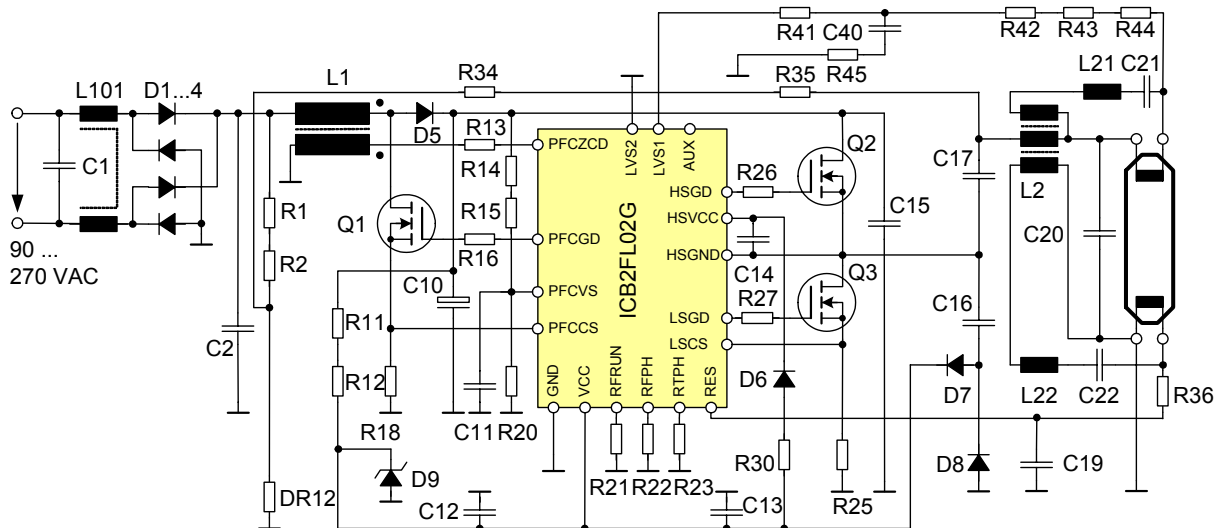 R41
C40
R42
R43
R44
R45
L21
C21
R34
R35
L101
D1...4
L1
D5
R13
R14
R15
R16
C1
R1
R2
Q1
90 ...
270 VAC
C2
C10
R11
R12
R18
C11
R20
D9
DR12
C12
C13
ICB2FL02G
PFCZCD
PFCGD
PFCVS
PFCCS
LVS2
LVS1
AUX
HSGD
HSVCC
HSGND
LSGD
LSCS
GND
VCC
RFRUN
RFPH
RTPH
RES
R26
Q2
C14
R27
Q3
C15
C17
C16
L2
C20
D6
D7
D8
L22
C22
R36
R21
R22
R23
R30
R25
C19